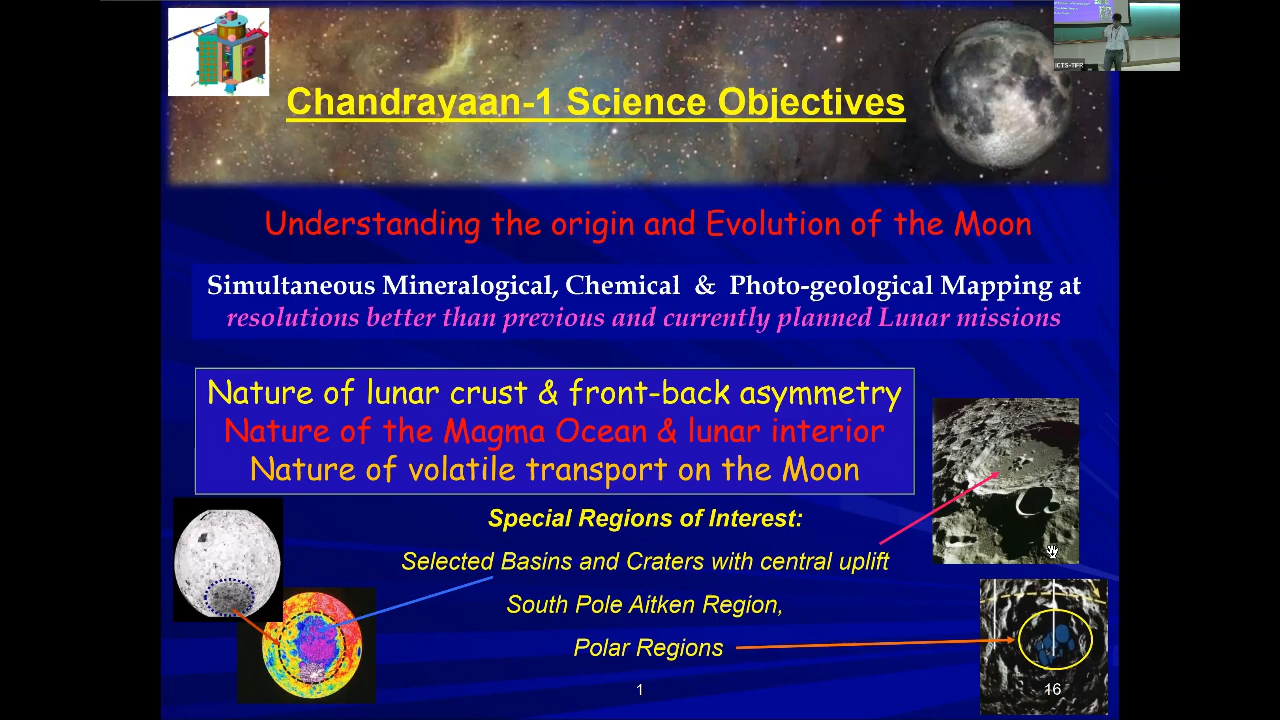 Chandrayaan-1 Science Objectives
ICTS-TIFR
Understanding the origin and Evolution of the Moon
Simultaneous Mineralogical, Chemical & Photo-geological Mapping at
resolutions better than previous and currently planned Lunar missions
Nature of lunar crust & front-back asymmetry
Nature of the Magma Ocean & lunar interior
Nature of volatile transport on the Moon
Special Regions of Interest:
Selected Basins and Craters with central uplift
South Pole Aitken Region,
Polar Regions
1
16